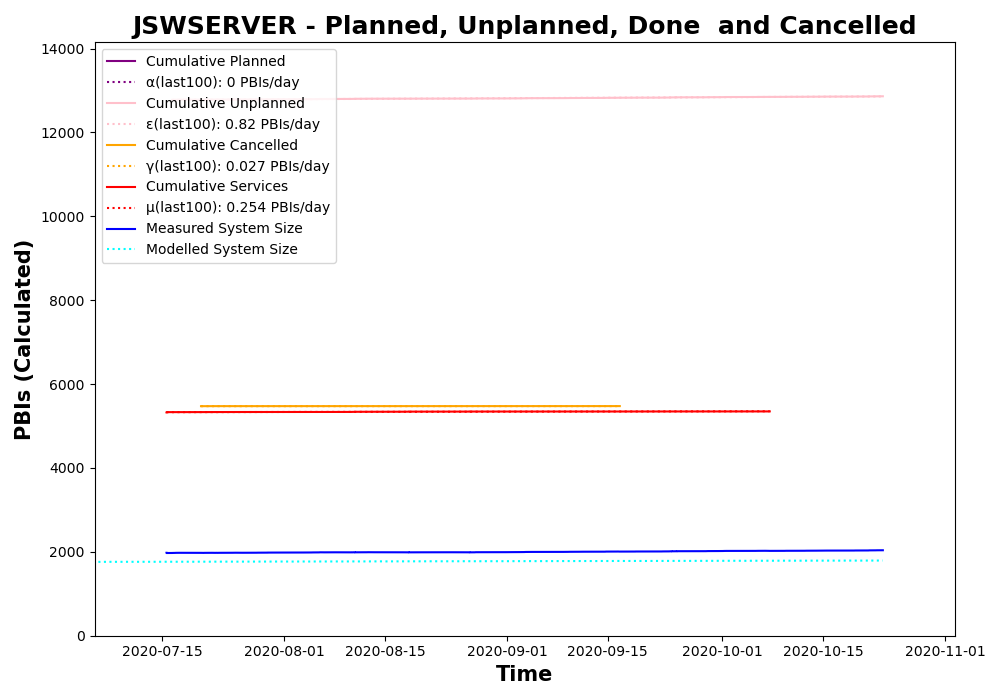 JSWSERVER - Planned, Unplanned, Done  and Cancelled
14000
12000
10000
8000
6000
4000
2000
0
PBIs (Calculated)
Cumulative Planned
α(last100): 0 PBIs/day
Cumulative Unplanned
ε(last100): 0.82 PBIs/day
Cumulative Cancelled
γ(last100): 0.027 PBIs/day
Cumulative Services
μ(last100): 0.254 PBIs/day
Measured System Size
Modelled System Size
2020-07-15
2020-08-01
2020-08-15
2020-09-01
2020-09-15
2020-10-01
2020-10-15
2020-11-01
Time